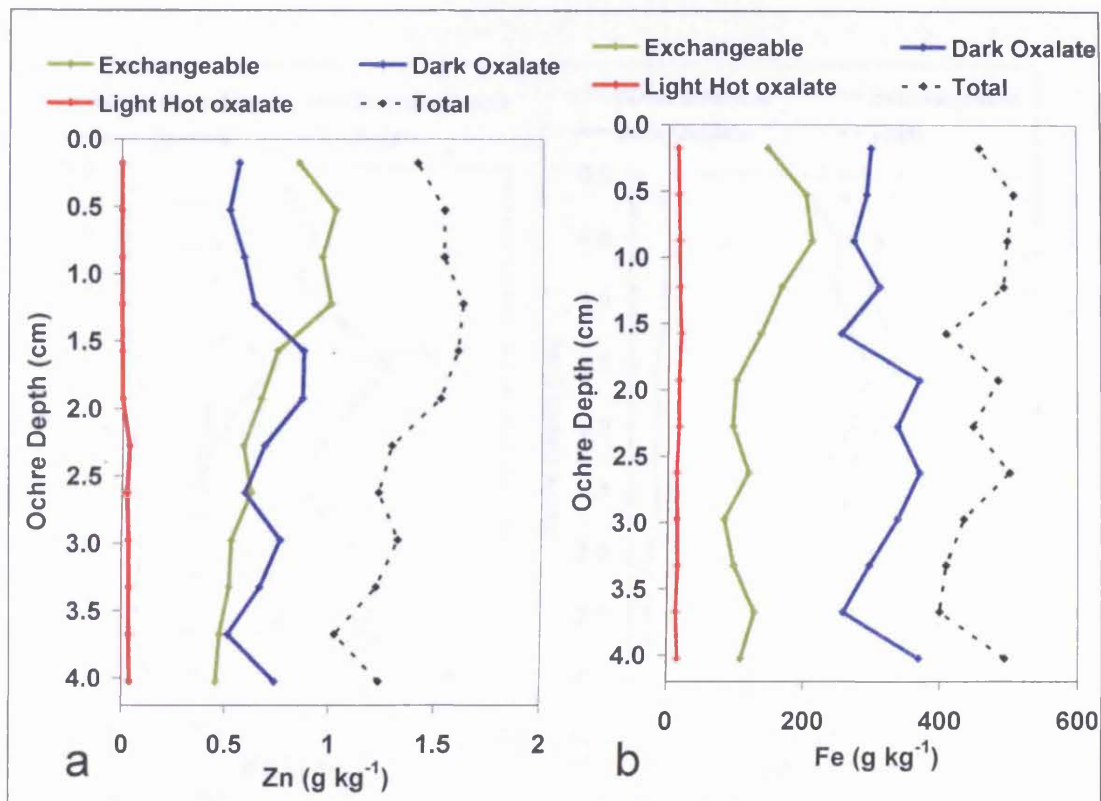 Exchangeable Dark Oxalate
Light Hot oxalate Total
0.0
0.5
1.0
1.5
2.0
2.5
3.0
3.5
4.0
Ochre Depth (cm)
0 0.5 1 1.5 2
a
Zn (g kg⁻¹)
Exchangeable Dark Oxalate
Light Hot oxalate Total
0.0
0.5
1.0
1.5
2.0
2.5
3.0
3.5
4.0
Ochre Depth (cm)
0 200 400 600
b
Fe (g kg⁻¹)